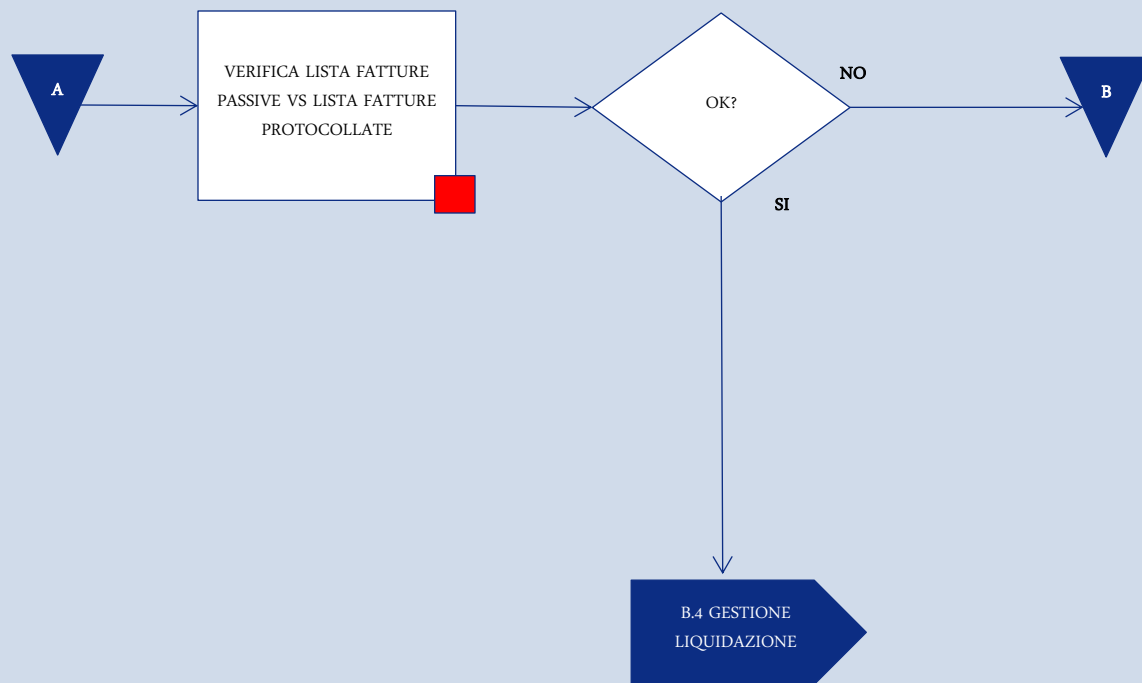 A
VERIFICA LISTA FATTURE
PASSIVE VS LISTA FATTURE
PROTOCOLLATE
OK?
NO
B
SI
B.4 GESTIONE
LIQUIDAZIONE